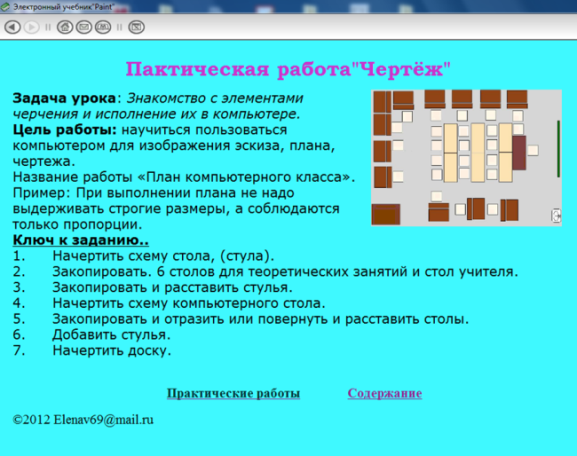 Электронный учебник"Paint"
Пактическая работа"Чертёж"
Задача урока: Знакомство с элементами
черчения и исполнение их в компьютере.
Цель работы: научиться пользоваться
компьютером для изображения эскиза, плана,
чертежа.
Название работы «План компьютерного класса».
Пример: При выполнении плана не надо
выдерживать строгие размеры, а соблюдаются
только пропорции.
Ключ к заданию..
1. Начертить схему стола, (стула).
2. Закопировать. 6 столов для теоретических занятий и стол учителя.
3. Закопировать и расставить стулья.
4. Начертить схему компьютерного стола.
5. Закопировать и отразить или повернуть и расставить столы.
6. Добавить стулья.
7. Начертить доску.
Практические работы Содержание
©2012 Elenav69@mail.ru